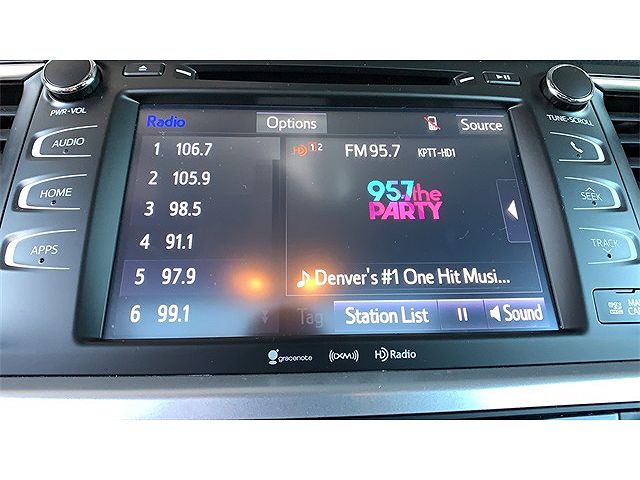 PWR•VOL
AUDIO
HOME
APPS
Radio
Options
Source
1 106.7
2 105.9
3 98.5
4 91.1
5 97.9
6 99.1
HD 1 2 FM 95.7 KPTT-HD1
95.7 the
PARTY
♪ Denver's #1 One Hit Musi...
Tag
Station List
Sound
TUNE•SCROLL
SEEK
TRACK
gracenote
((XM))
HD Radio